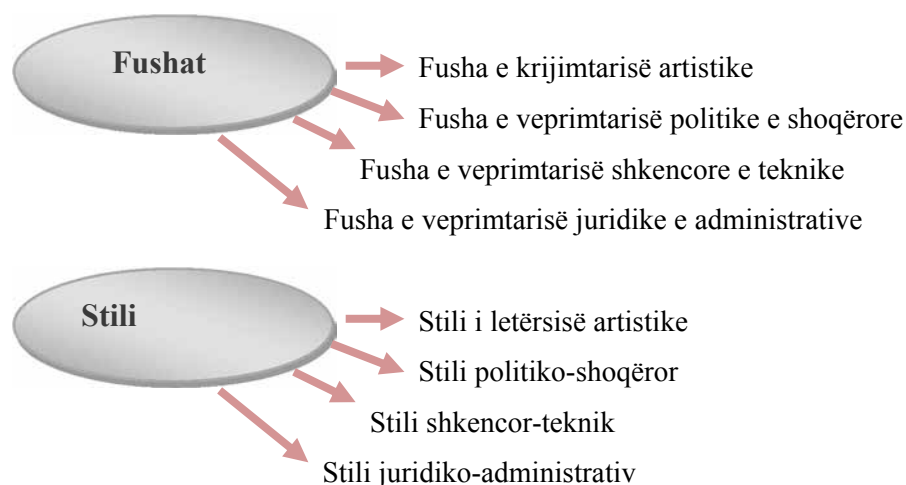 Fushat
Fusha e krijimtarisë artistike
Fusha e veprimtarisë politike e shoqërore
Fusha e veprimtarisë shkencore e teknike
Fusha e veprimtarisë juridike e administrative
Stili
Stili i letërsisë artistike
Stili politiko-shoqëror
Stili shkencor-teknik
Stili juridiko-administrativ